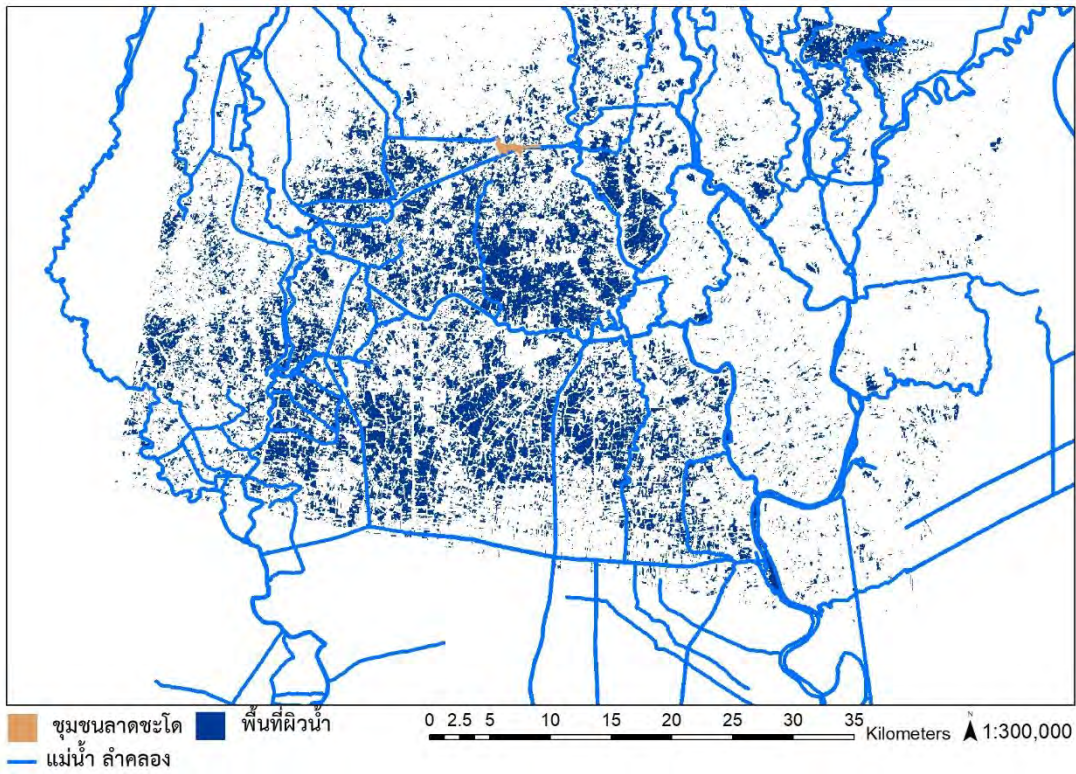 ชุมชนลาดชะโด พื้นที่ผิวน้ำ
แม่น้ำ ลำคลอง
0 2.5 5 10 15 20 25 30 35
Kilometers
N
1:300,000